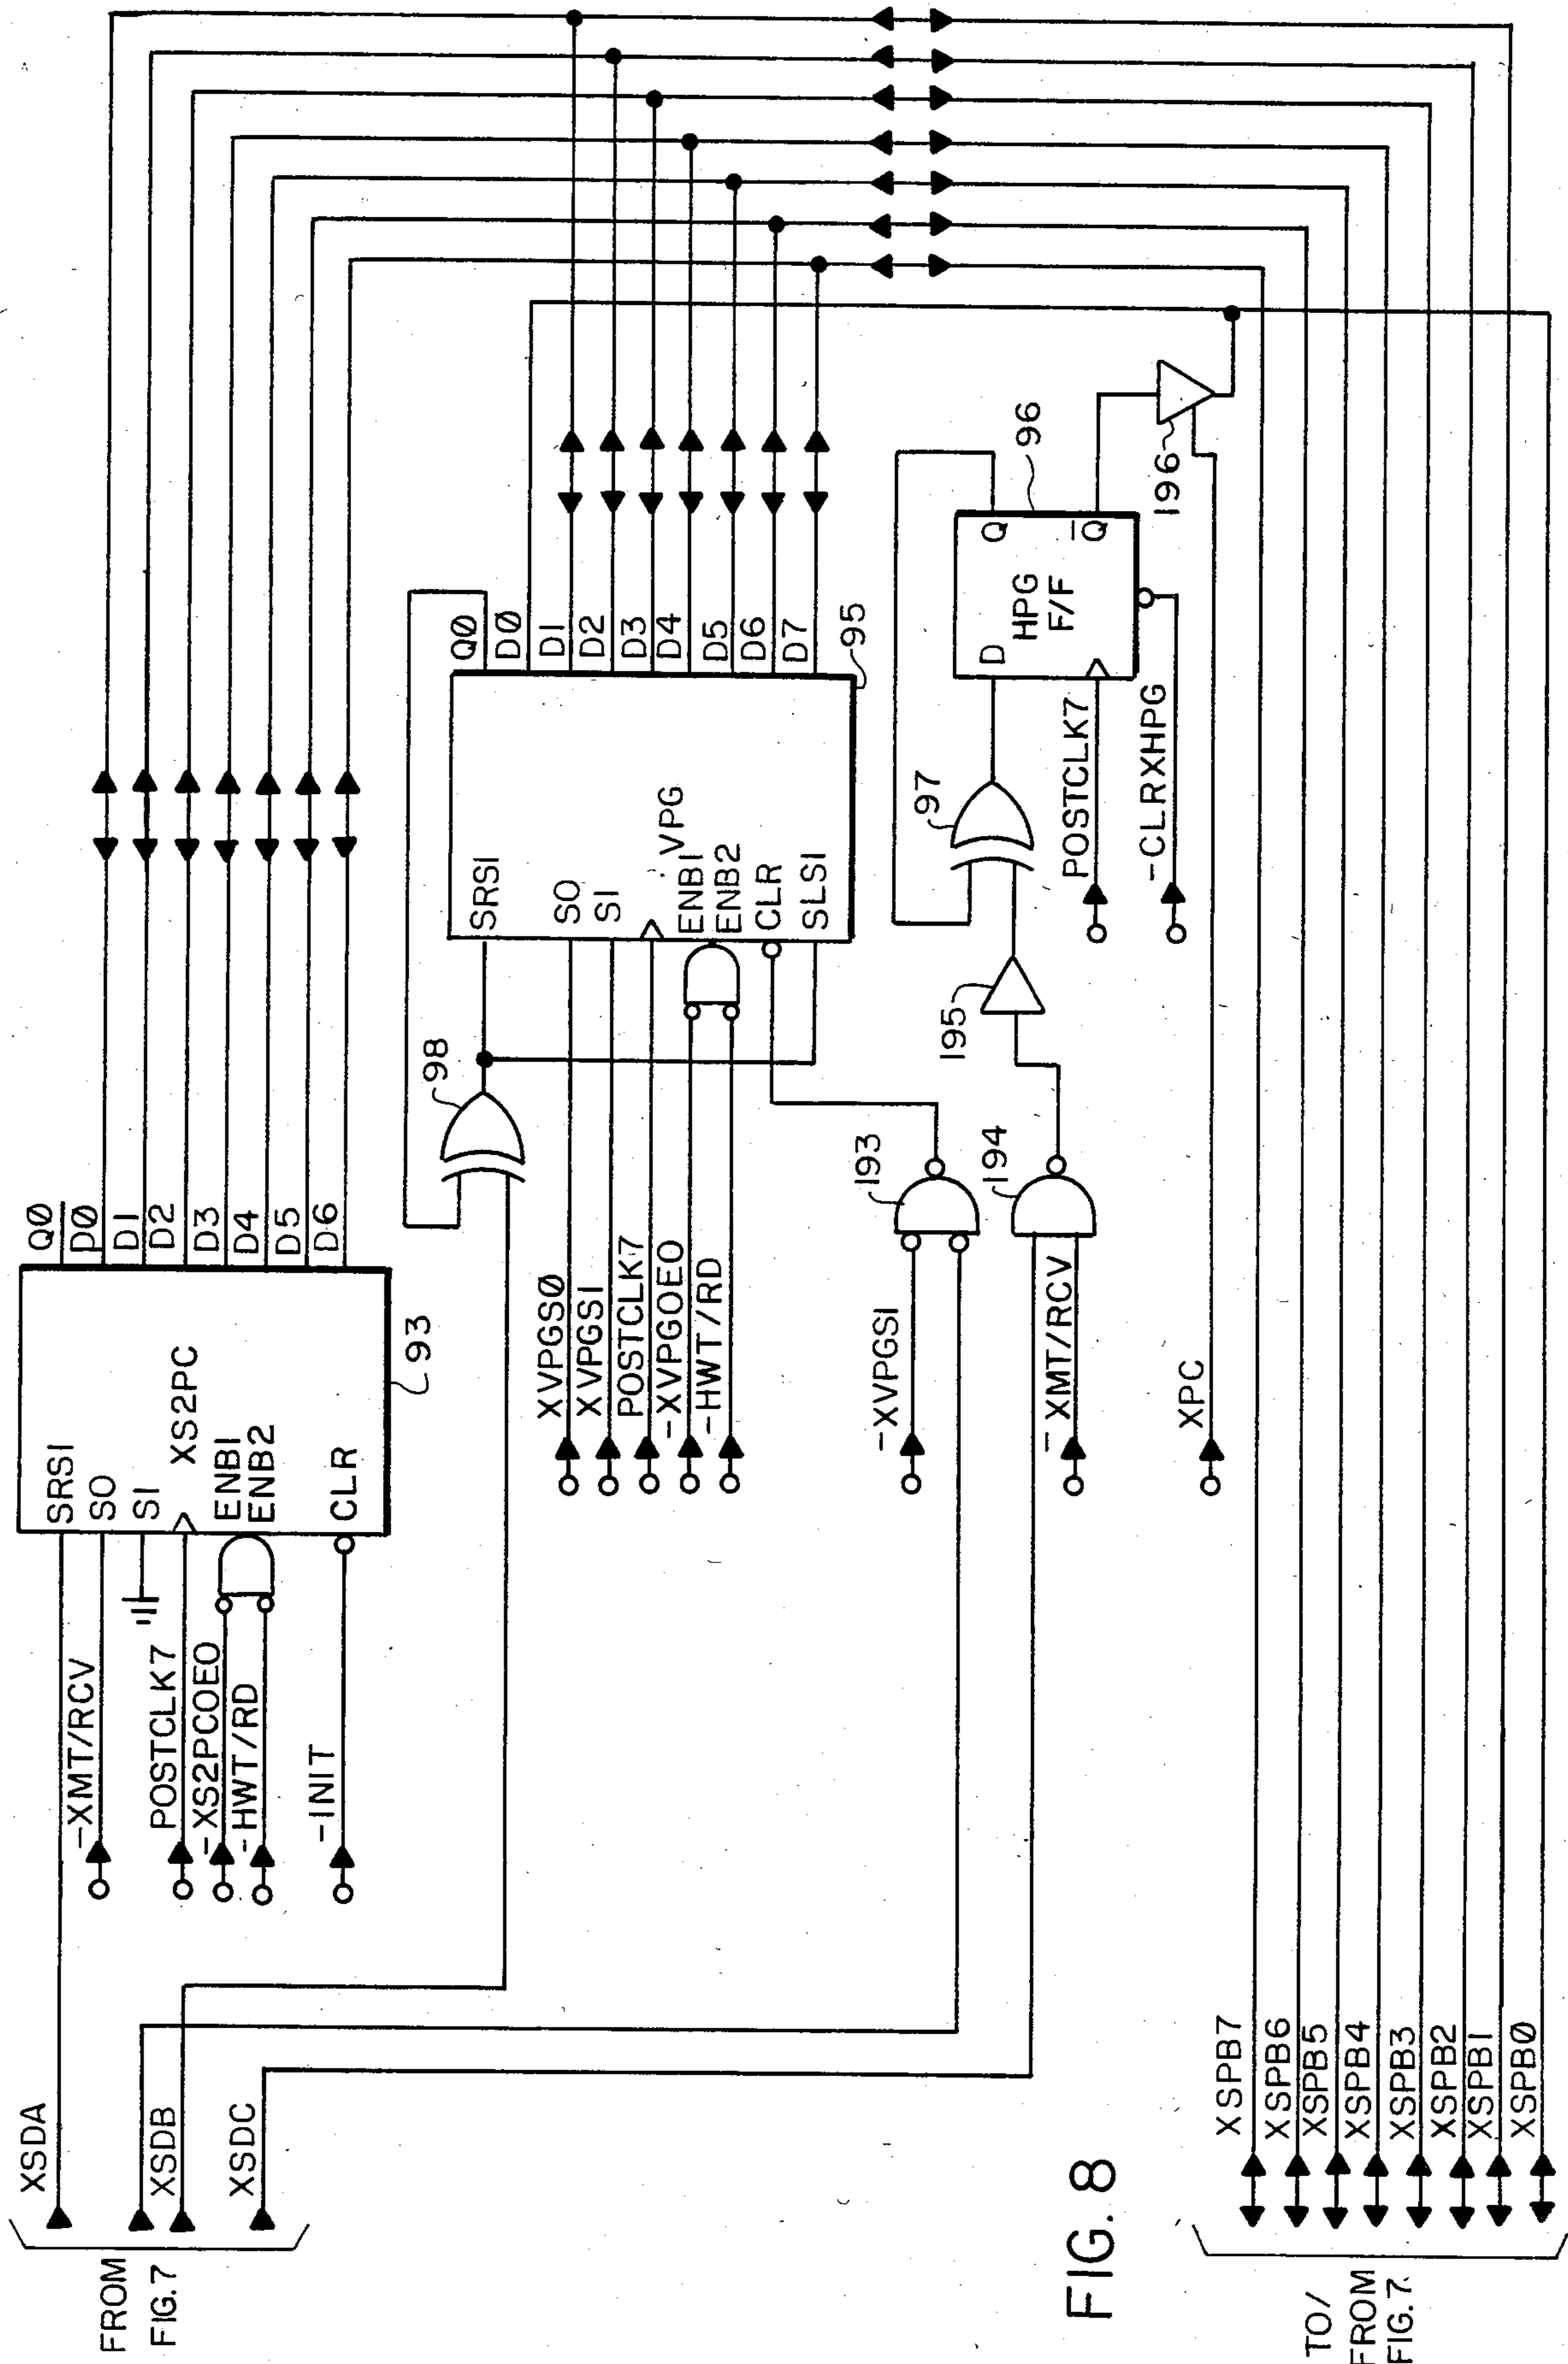 FROM
FIG. 7
XSDA
XSDB
XSDC
-XMT/RCV
POSTCLK7
-XS2PCOEO
-HWT/RD
-INIT
SRSI
SO
SI
XS2PC
ENB1
ENB2
CLR
93
Q0
D0
D1
D2
D3
D4
D5
D6
98
XVPGS0
XVPGS1
POSTCLK7
-XVPGOEO
-HWT/RD
SRSI
SO
SI
VPG
ENB1
ENB2
CLR
SLSI
95
Q0
D0
D1
D2
D3
D4
D5
D6
D7
-XVPGSI
193
-XMT/RCV
194
195
97
POSTCLK7
-CLRXHPG
D
HPG
F/F
Q
Q̅
96
196
XPC
TO/
FROM
FIG. 7
XSPB7
XSPB6
XSPB5
XSPB4
XSPB3
XSPB2
XSPB1
XSPB0
FIG. 8